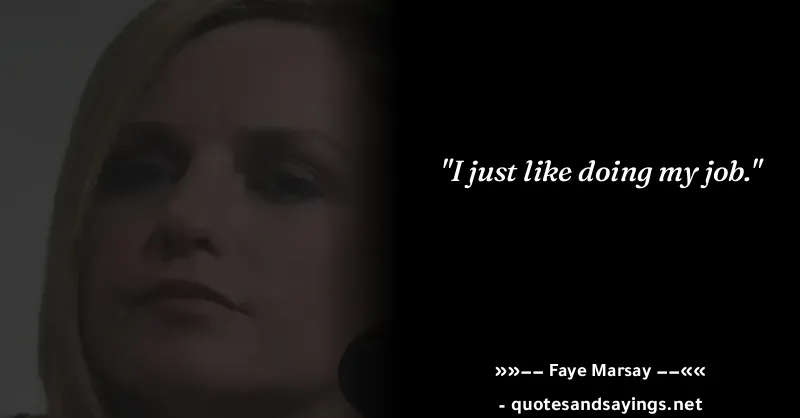 "I just like doing my job."
»»–– Faye Marsay ––««
- quotesandsayings.net